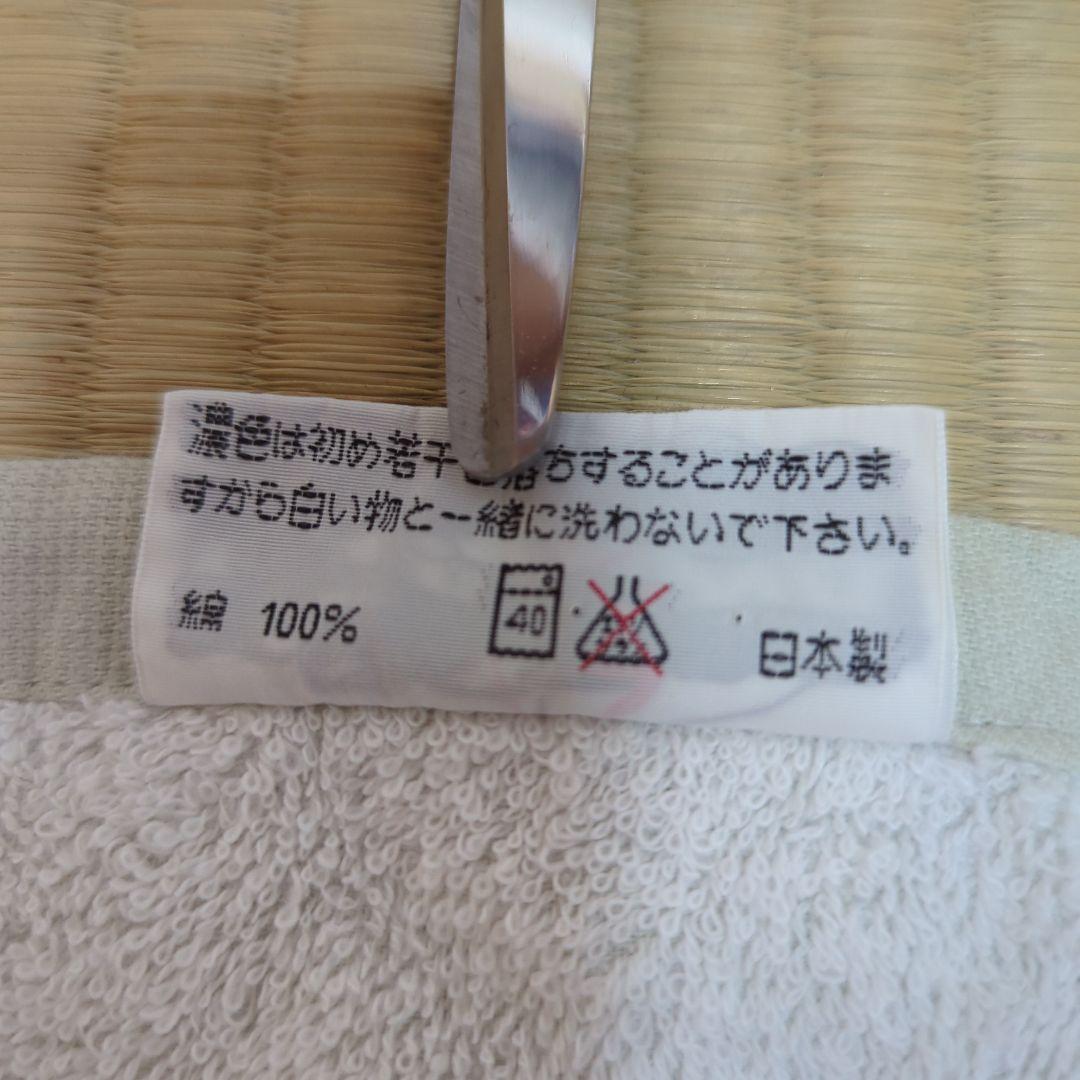 濃色は初め若干色落ちすることがありま
すから白い物と一緒に洗わないで下さい。
綿 100% 40 日本製